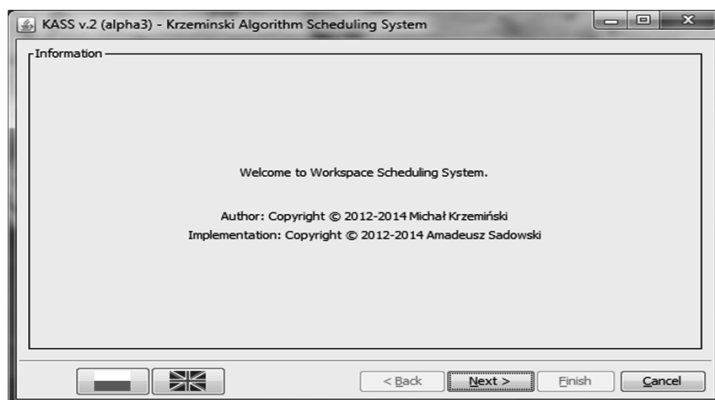 KASS v.2 (alpha3) - Krzeminski Algorithm Scheduling System
Information
Welcome to Workspace Scheduling System.
Author: Copyright © 2012-2014 Michał Krzemiński
Implementation: Copyright © 2012-2014 Amadeusz Sadowski
< Back Next > Finish Cancel